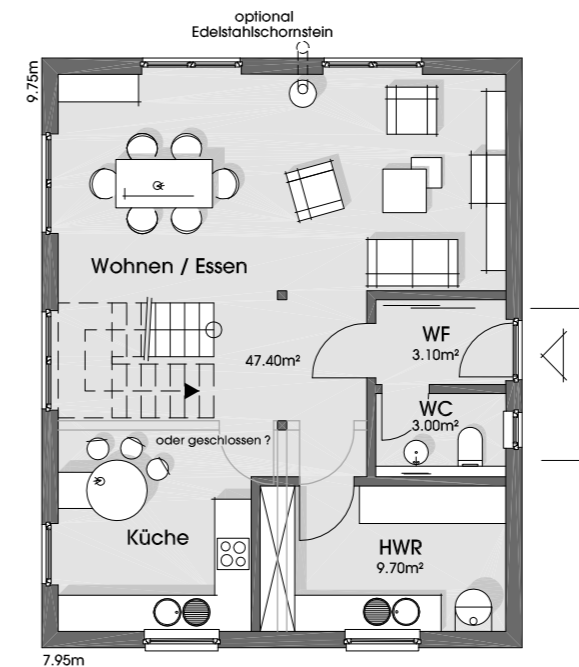 optional
Edelstahlschornstein
9.75m
Wohnen / Essen
47.40m²
WF
3.10m²
WC
3.00m²
oder geschlossen ?
Küche
HWR
9.70m²
7.95m